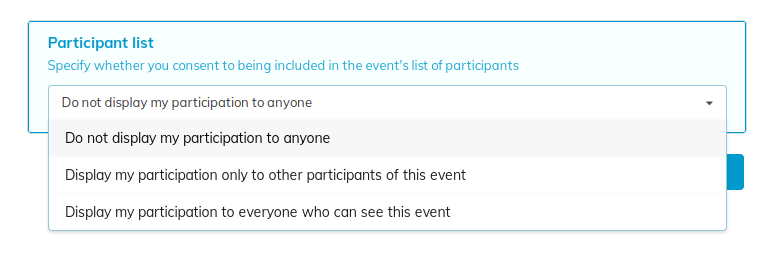 Participant list
Specify whether you consent to being included in the event's list of participants
Do not display my participation to anyone
Do not display my participation to anyone
Display my participation only to other participants of this event
Display my participation to everyone who can see this event